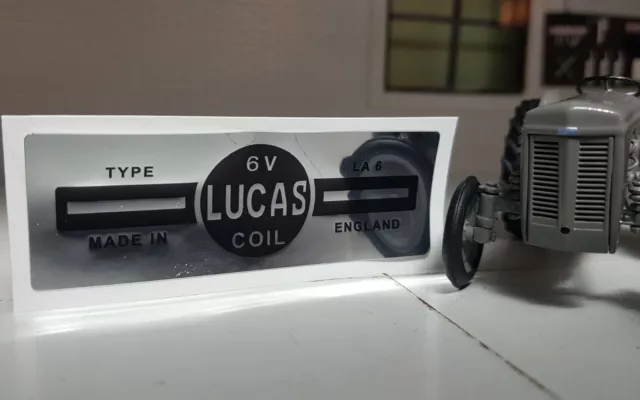 TYPE 6V LA 6
LUCAS
MADE IN COIL ENGLAND